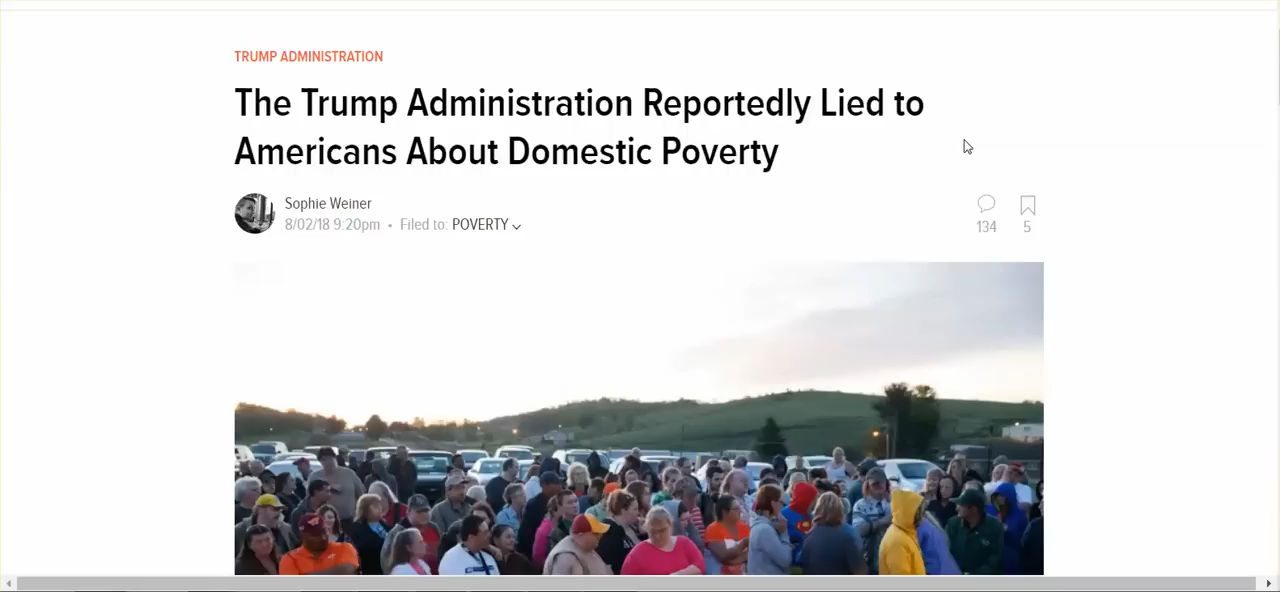 TRUMP ADMINISTRATION
The Trump Administration Reportedly Lied to
Americans About Domestic Poverty
Sophie Weiner
8/02/18 9:20pm • Filed to: POVERTY
134
5